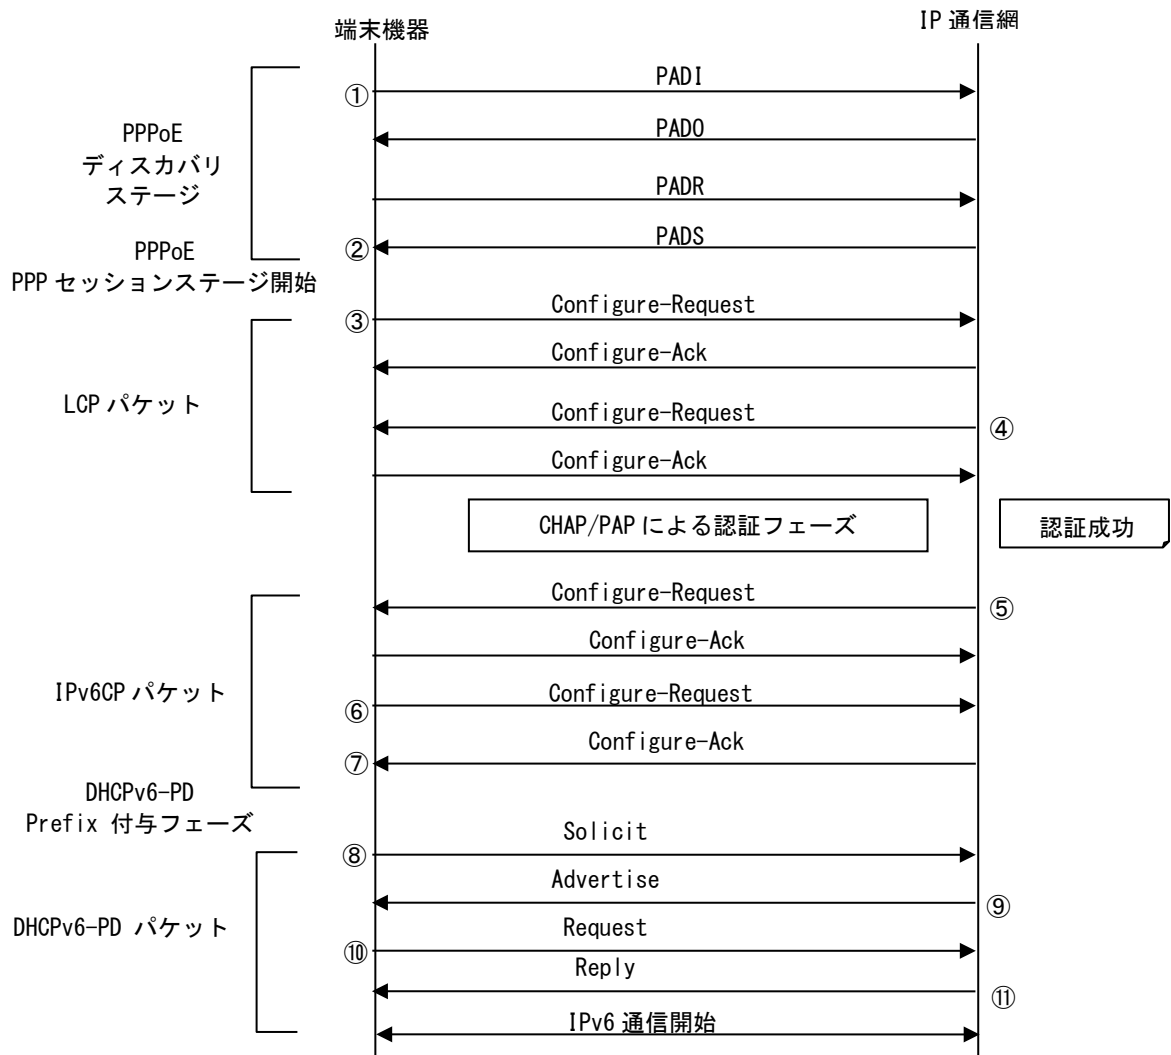 端末機器
IP 通信網
PPPoE
ディスカバリ
ステージ
① PADI
PADO
PADR
② PADS
PPPoE
PPP セッションステージ開始
LCP パケット
③ Configure-Request
Configure-Ack
Configure-Request ④
Configure-Ack
CHAP/PAP による認証フェーズ
認証成功
IPv6CP パケット
Configure-Request ⑤
Configure-Ack
⑥ Configure-Request
⑦ Configure-Ack
DHCPv6-PD
Prefix 付与フェーズ
DHCPv6-PD パケット
⑧ Solicit
Advertise ⑨
⑩ Request
Reply ⑪
IPv6 通信開始